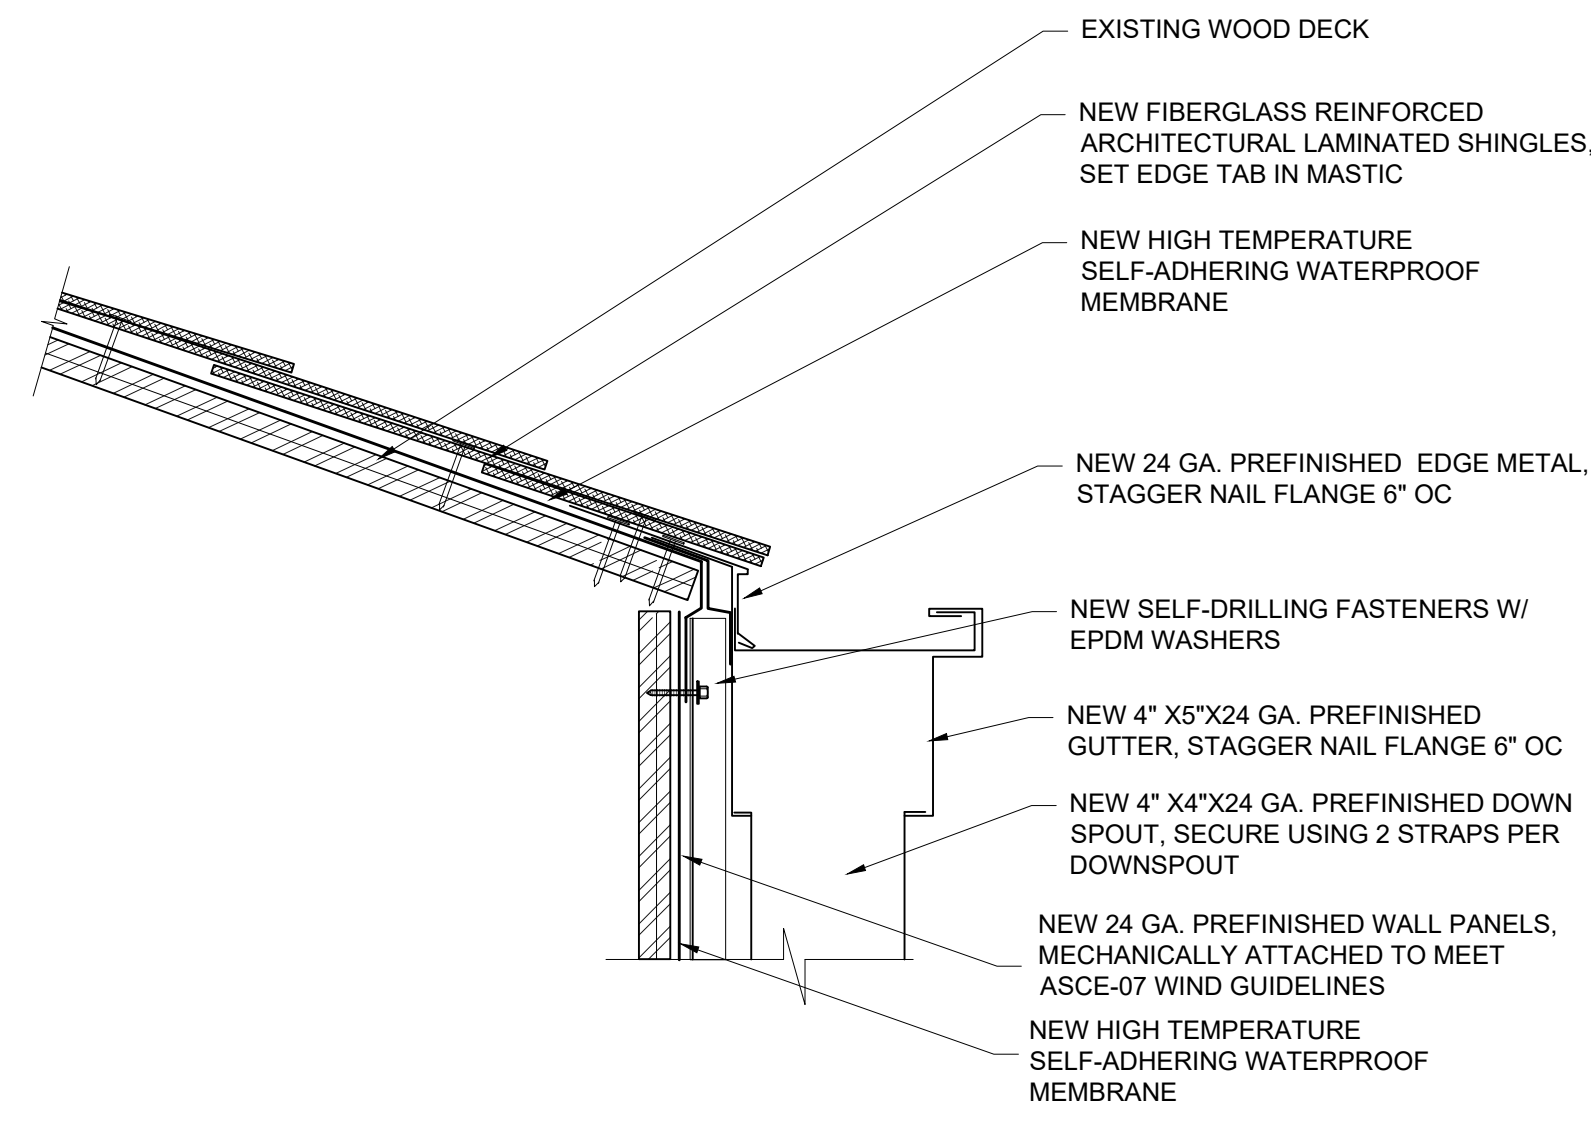 EXISTING WOOD DECK
NEW FIBERGLASS REINFORCED
ARCHITECTURAL LAMINATED SHINGLES,
SET EDGE TAB IN MASTIC
NEW HIGH TEMPERATURE
SELF-ADHERING WATERPROOF
MEMBRANE
NEW 24 GA. PREFINISHED  EDGE METAL,
STAGGER NAIL FLANGE 6" OC
NEW SELF-DRILLING FASTENERS W/
EPDM WASHERS
NEW 4" X5"X24 GA. PREFINISHED
GUTTER, STAGGER NAIL FLANGE 6" OC
NEW 4" X4"X24 GA. PREFINISHED DOWN
SPOUT, SECURE USING 2 STRAPS PER
DOWNSPOUT
NEW 24 GA. PREFINISHED WALL PANELS,
MECHANICALLY ATTACHED TO MEET
ASCE-07 WIND GUIDELINES
NEW HIGH TEMPERATURE
SELF-ADHERING WATERPROOF
MEMBRANE